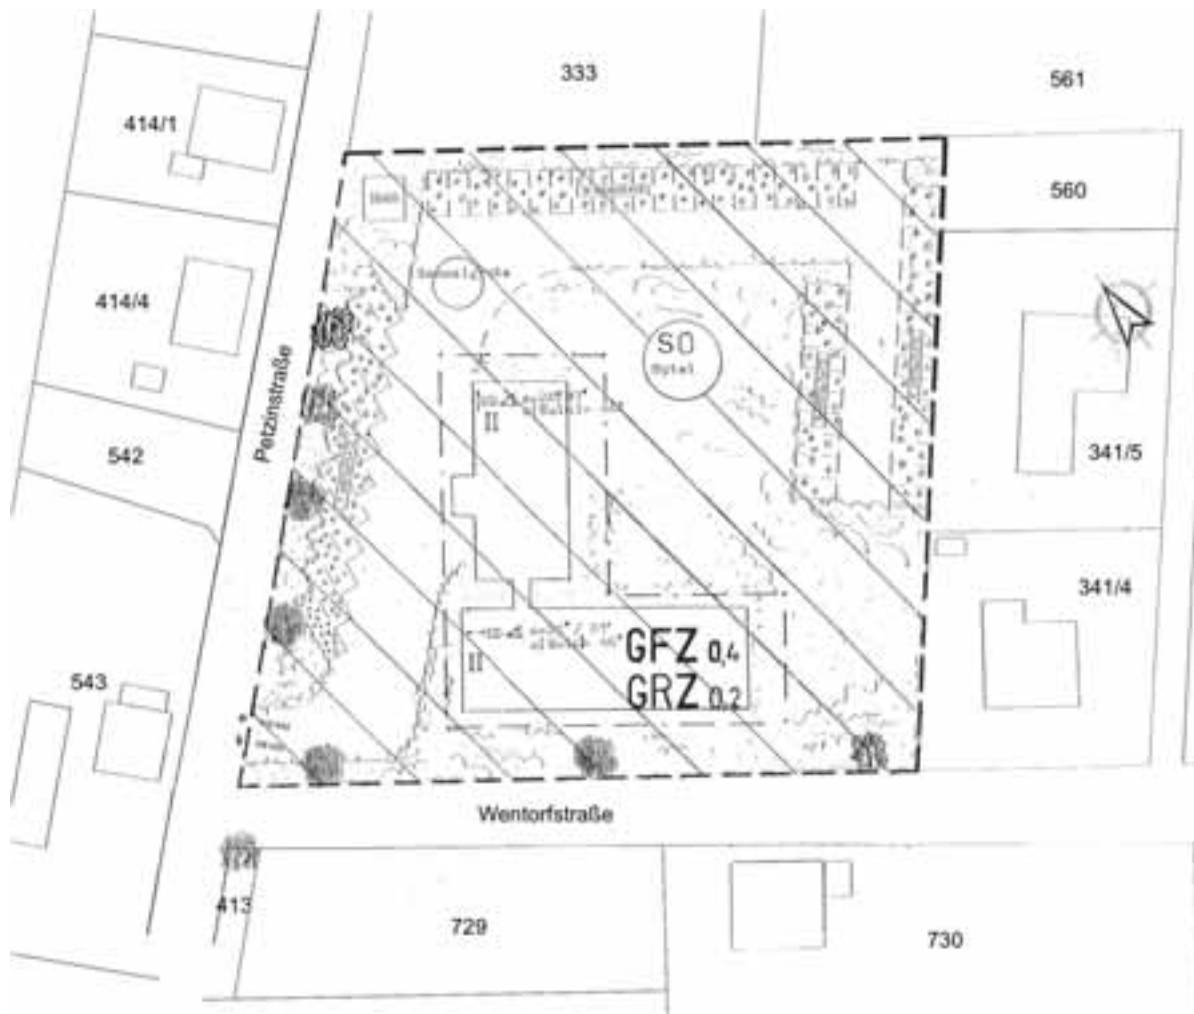 333
561
414/1
560
414/4
SO
Hotel
Petzinstraße
II
542
341/5
341/4
GFZ 0,4
II
543
GRZ 0,2
Wentorfstraße
413
729
730